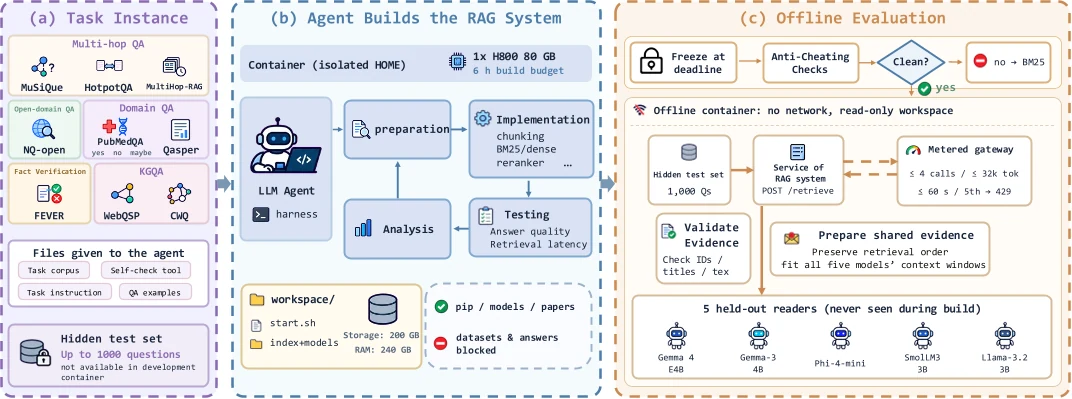 (a) Task Instance
Multi-hop QA
MuSiQue
HotpotQA
MultiHop-RAG
Open-domain QA
NQ-open
Domain QA
PubMedQA
yes no maybe
Qasper
Fact Verification
FEVER
KGQA
WebQSP
CWQ
Files given to the agent
Task corpus
Self-check tool
Task instruction
QA examples
Hidden test set
Up to 1000 questions
not available in development
container
(b) Agent Builds the RAG System
Container (isolated HOME)
1x H800 80 GB
6 h build budget
LLM Agent
harness
preparation
Implementation
chunking
BM25/dense
reranker ...
Analysis
Testing
Answer quality
Retrieval latency
workspace/
start.sh
index+models
Storage: 200 GB
RAM: 240 GB
pip / models / papers
datasets & answers
blocked
(c) Offline Evaluation
Freeze at
deadline
Anti-Cheating
Checks
Clean?
no → BM25
yes
Offline container: no network, read-only workspace
Hidden test set
1,000 Qs
Service of
RAG system
POST /retrieve
Metered gateway
≤ 4 calls / ≤ 32k tok
≤ 60 s / 5th → 429
Validate
Evidence
Check IDs /
titles / tex
Prepare shared evidence
Preserve retrieval order
fit all five models’ context windows
5 held-out readers (never seen during build)
Gemma 4
E4B
Gemma-3
4B
Phi-4-mini
SmolLM3
3B
Llama-3.2
3B